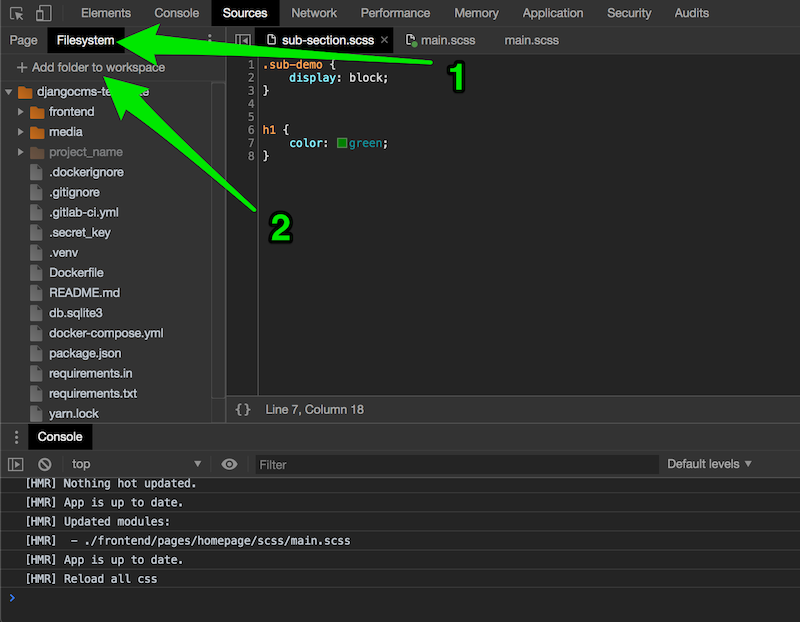 Elements Console Sources Network Performance Memory Application Security Audits
Page Filesystem sub-section.scss × main.scss main.scss
+ Add folder to workspace
djangocms-te
frontend
media
project_name
.dockerignore
.gitignore
.gitlab-ci.yml
.secret_key
.venv
Dockerfile
README.md
db.sqlite3
docker-compose.yml
package.json
requirements.in
requirements.txt
yarn.lock
1 .sub-demo {
2 display: block;
3 }
4
5
6 h1 {
7 color: green;
8 }
1
2
{} Line 7, Column 18
Console
top Filter Default levels
[HMR] Nothing hot updated.
[HMR] App is up to date.
[HMR] Updated modules:
[HMR]  - ./frontend/pages/homepage/scss/main.scss
[HMR] App is up to date.
[HMR] Reload all css
>